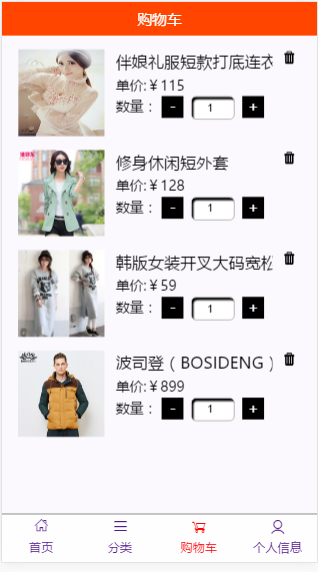 购物车
伴娘礼服短款打底连衣
单价:￥115
数量： - 1 +
修身休闲短外套
单价:￥128
数量： - 1 +
韩版女装开叉大码宽松
单价:￥59
数量： - 1 +
波司登（BOSIDENG）
单价:￥899
数量： - 1 +
首页 分类 购物车 个人信息